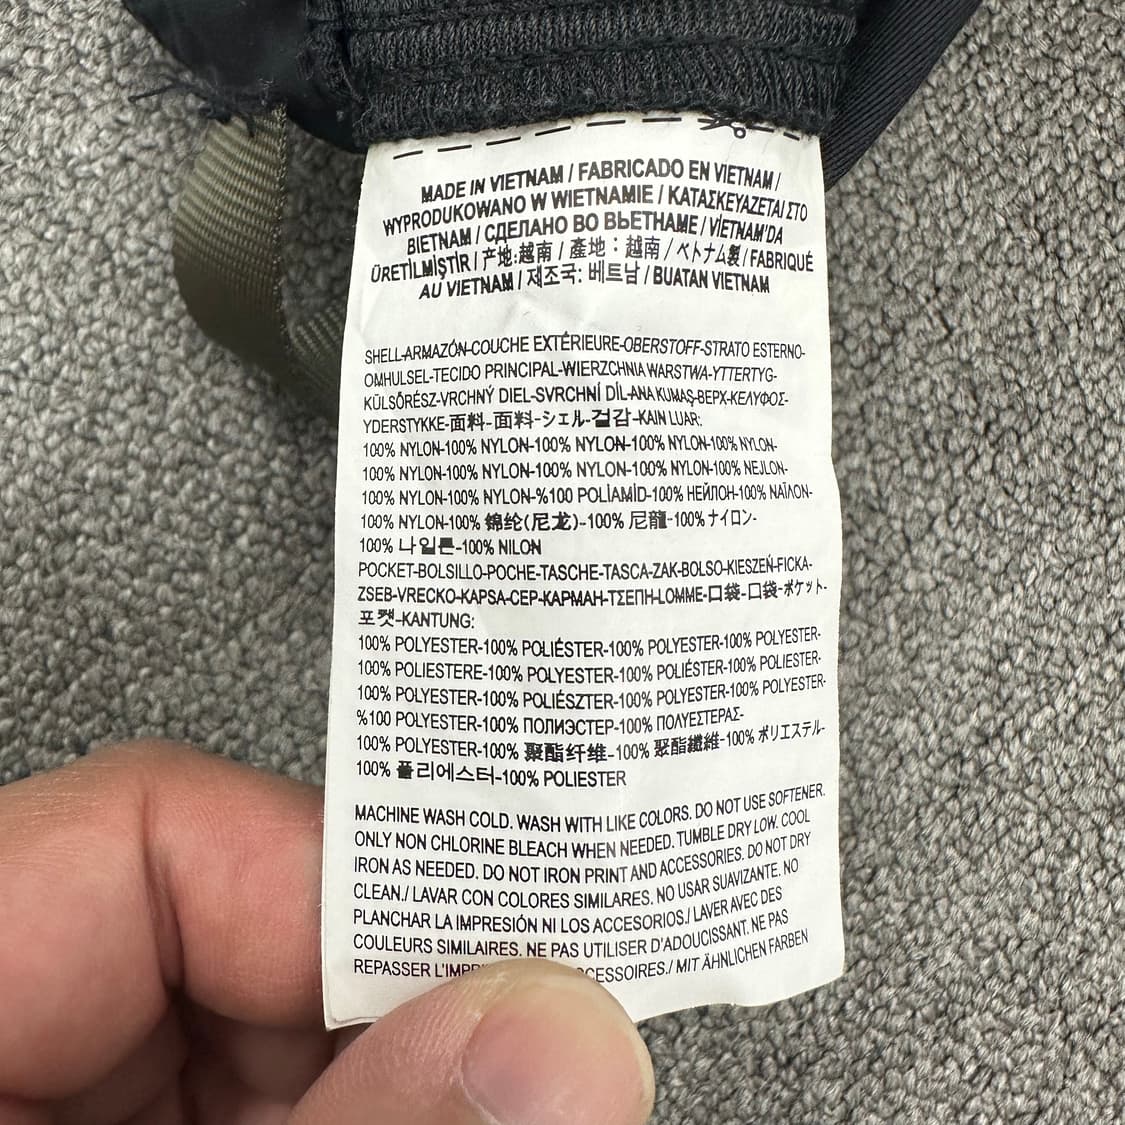 MADE IN VIETNAM / FABRICADO EN VIETNAM /
WYPRODUKOWANO W WIETNAMIE / ΚΑΤΑΣΚΕΥΑΖΕΤΑΙ ΣΤΟ
ΒΙΕΤΝΑΜ / СДЕЛАНО ВО ВЬЕТНАМЕ / VİETNAM'DA
ÜRETİLMİŞTİR / 产地:越南 / 產地：越南 / ベトナム製 / FABRIQUÉ
AU VIETNAM / 제조국: 베트남 / BUATAN VIETNAM
SHELL-ARMAZÓN-COUCHE EXTÉRIEURE-OBERSTOFF-STRATO ESTERNO-
OMHULSEL-TECIDO PRINCIPAL-WIERZCHNIA WARSTWA-YTTERTYG-
KÜLSŐRÉSZ-VRCHNÝ DIEL-SVRCHNÍ DÍL-ANA KUMAŞ-ВЕРХ-ΚΕΛΥΦΟΣ-
YDERSTYKKE-面料-面料-シェル-겉감-KAIN LUAR:
100% NYLON-100% NYLON-100% NYLON-100% NYLON-100% NYLON-
100% NYLON-100% NYLON-100% NYLON-100% NYLON-100% NEJLON-
100% NYLON-100% NYLON-%100 POLİAMİD-100% НЕЙЛОН-100% ΝΑΪΛΟΝ-
100% NYLON-100% 锦纶(尼龙)-100% 尼龍-100% ナイロン-
100% 나일론-100% NILON
POCKET-BOLSILLO-POCHE-TASCHE-TASCA-ZAK-BOLSO-KIESZEŃ-FICKA-
ZSEB-VRECKO-KAPSA-CEP-КАРМАН-ΤΣΕΠΗ-LOMME-口袋-口袋-ポケット-
포켓-KANTUNG:
100% POLYESTER-100% POLIÉSTER-100% POLYESTER-100% POLYESTER-
100% POLIESTERE-100% POLYESTER-100% POLIÉSTER-100% POLIESTER-
100% POLYESTER-100% POLIÉSZTER-100% POLYESTER-100% POLYESTER-
%100 POLYESTER-100% ПОЛИЭСТЕР-100% ΠΟΛΥΕΣΤΕΡΑΣ-
100% POLYESTER-100% 聚酯纤维-100% 聚酯纖維-100% ポリエステル-
100% 폴리에스터-100% POLIESTER
MACHINE WASH COLD. WASH WITH LIKE COLORS. DO NOT USE SOFTENER.
ONLY NON CHLORINE BLEACH WHEN NEEDED. TUMBLE DRY LOW. COOL
IRON AS NEEDED. DO NOT IRON PRINT AND ACCESSORIES. DO NOT DRY
CLEAN./ LAVAR CON COLORES SIMILARES. NO USAR SUAVIZANTE. NO
PLANCHAR LA IMPRESIÓN NI LOS ACCESORIOS./ LAVER AVEC DES
COULEURS SIMILAIRES. NE PAS UTILISER D'ADOUCISSANT. NE PAS
REPASSER CESSOIRES./ MIT ÄHNLICHEN FARBEN